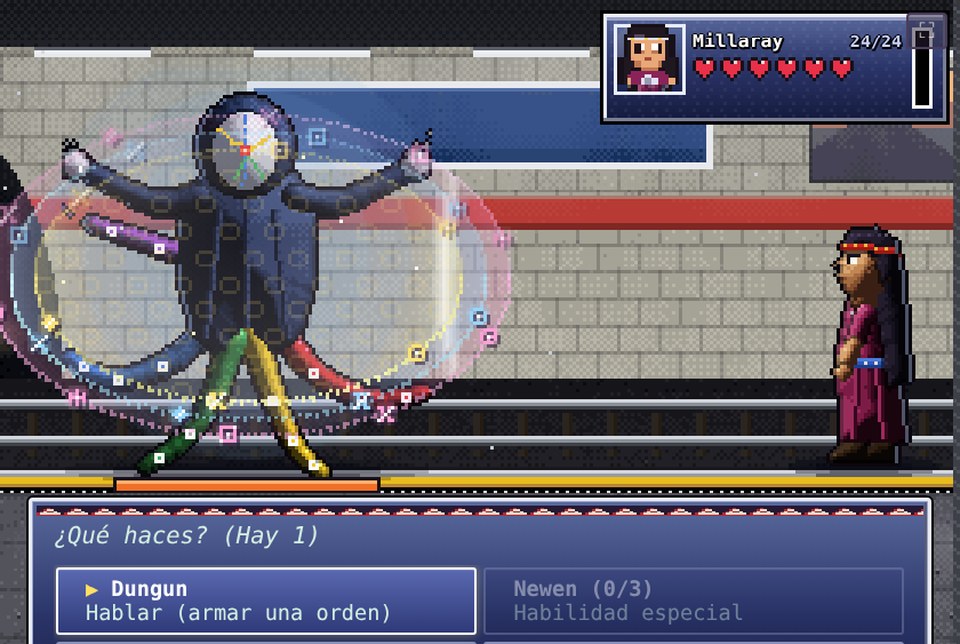 Millaray 24/24
¿Qué haces? (Hay 1)
▶ Dungun
Hablar (armar una orden)
Newen (0/3)
Habilidad especial